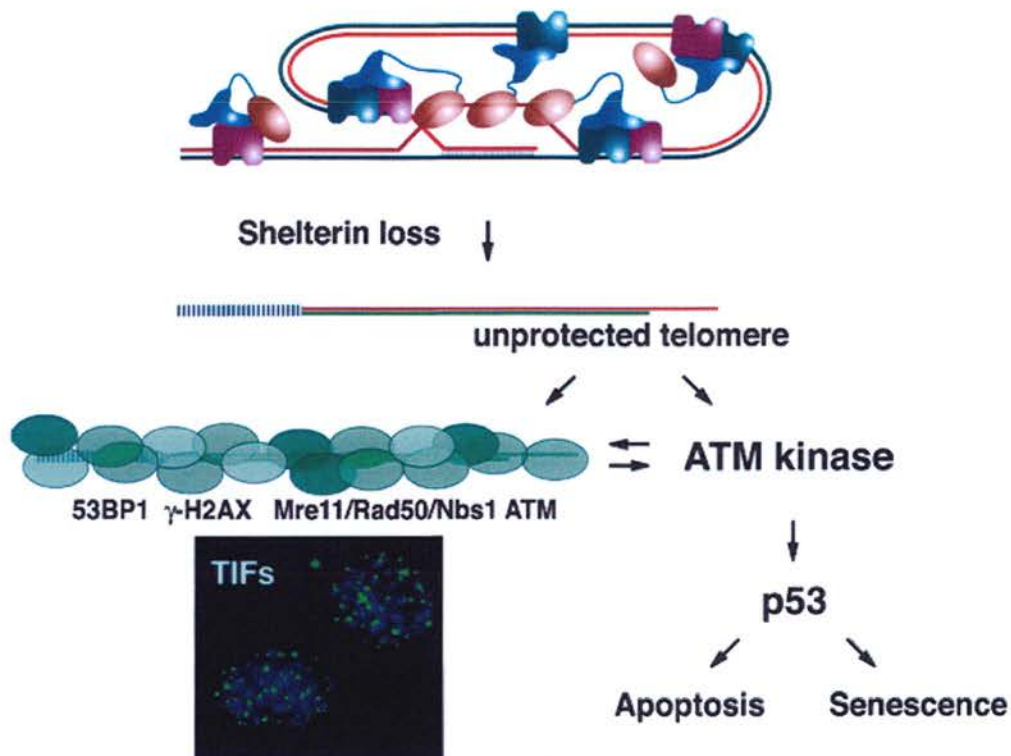 Shelterin loss
unprotected telomere
ATM kinase
53BP1 γ-H2AX Mre11/Rad50/Nbs1 ATM
TIFs
p53
Apoptosis Senescence